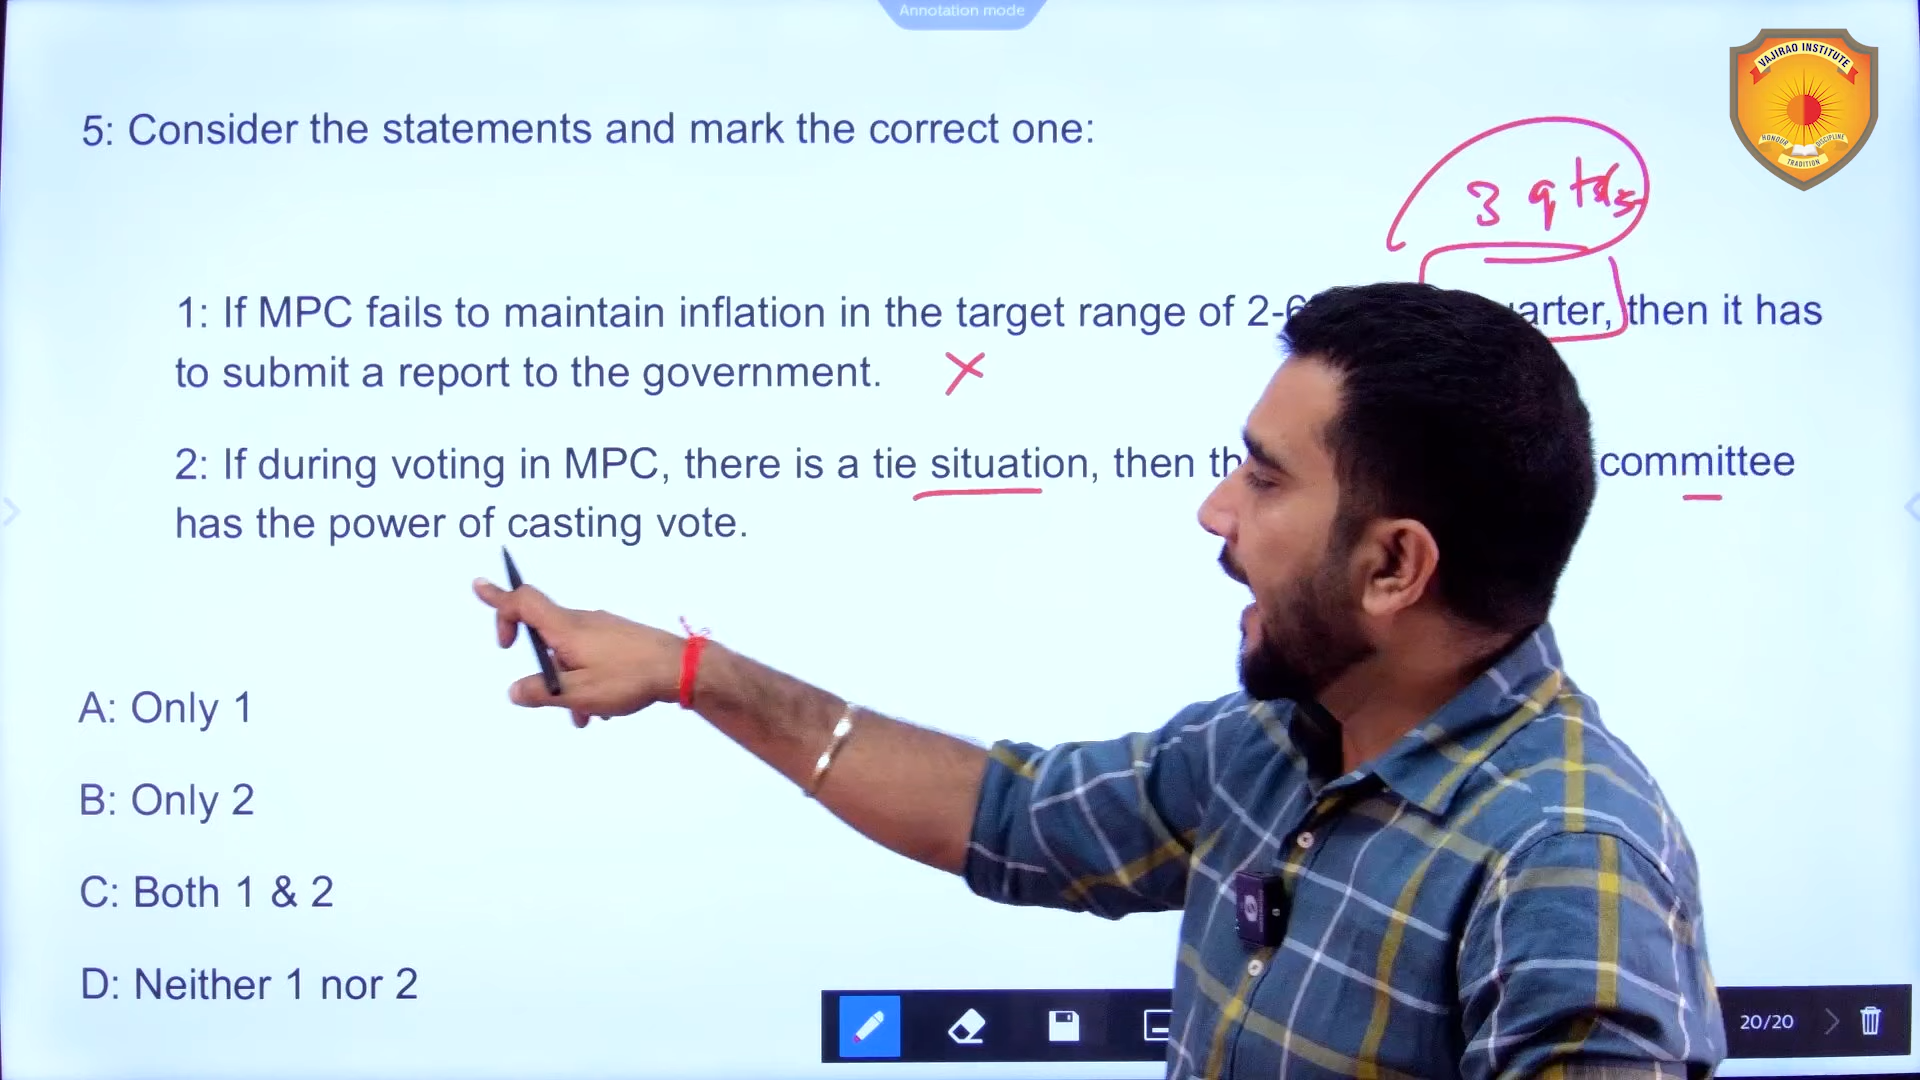 Annotation mode
VAJIRAO INSTITUTE
HONOUR DISCIPLINE
TRADITION
5: Consider the statements and mark the correct one:
3 qtrs
1: If MPC fails to maintain inflation in the target range of 2-6 arter, then it has
to submit a report to the government.
2: If during voting in MPC, there is a tie situation, then th committee
has the power of casting vote.
A: Only 1
B: Only 2
C: Both 1 & 2
D: Neither 1 nor 2
20/20